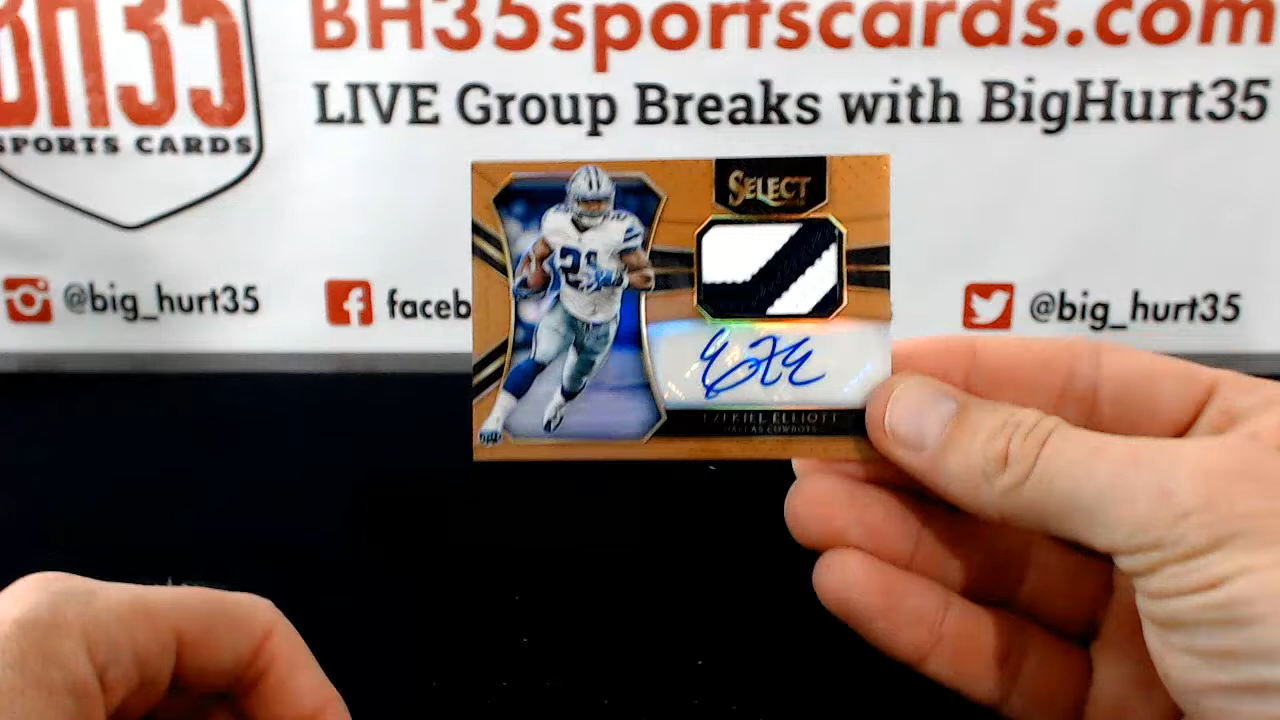 BH35
SPORTS CARDS
BH35sportscards.com
LIVE Group Breaks with BigHurt35
@big_hurt35
faceb
@big_hurt35
SELECT
EZEKIEL ELLIOTT
DALLAS COWBOYS